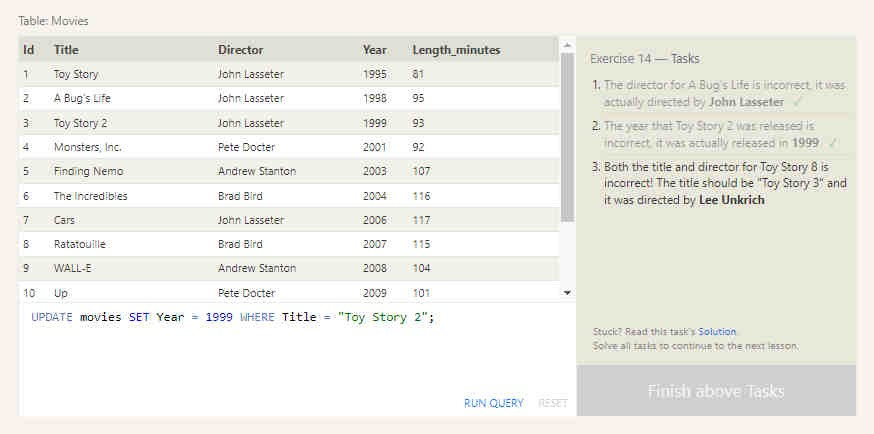 Table: Movies
Id Title Director Year Length_minutes
1 Toy Story John Lasseter 1995 81
2 A Bug's Life John Lasseter 1998 95
3 Toy Story 2 John Lasseter 1999 93
4 Monsters, Inc. Pete Docter 2001 92
5 Finding Nemo Andrew Stanton 2003 107
6 The Incredibles Brad Bird 2004 116
7 Cars John Lasseter 2006 117
8 Ratatouille Brad Bird 2007 115
9 WALL-E Andrew Stanton 2008 104
10 Up Pete Docter 2009 101
UPDATE movies SET Year = 1999 WHERE Title = "Toy Story 2";
RUN QUERY RESET
Exercise 14 — Tasks
1. The director for A Bug's Life is incorrect, it was
actually directed by John Lasseter ✓
2. The year that Toy Story 2 was released is
incorrect, it was actually released in 1999 ✓
3. Both the title and director for Toy Story 8 is
incorrect! The title should be "Toy Story 3" and
it was directed by Lee Unkrich
Stuck? Read this task's Solution.
Solve all tasks to continue to the next lesson.
Finish above Tasks